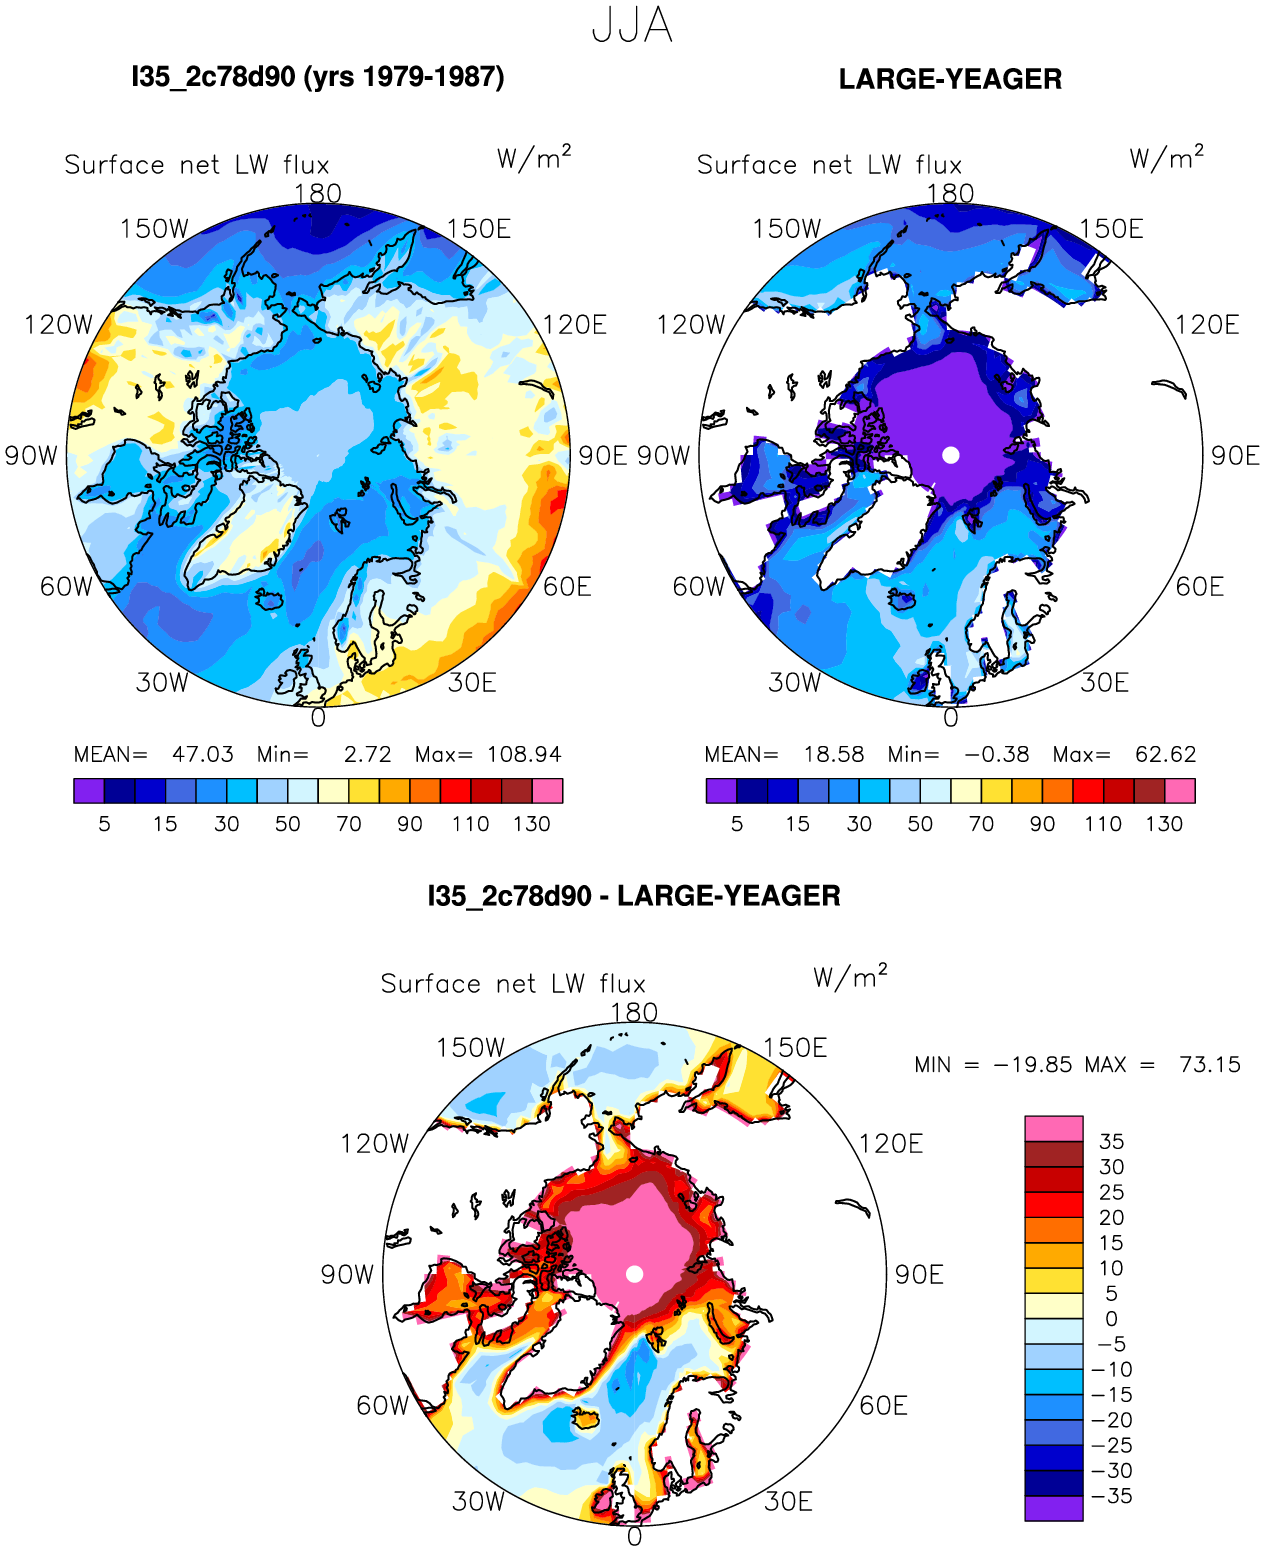 JJA
I35_2c78d90 (yrs 1979-1987)
LARGE-YEAGER
Surface net LW flux W/m²
Surface net LW flux W/m²
180
180
150W 150E
150W 150E
120W 120E
120W 120E
90W 90E
90W 90E
60W 60E
60W 60E
30W 30E
30W 30E
0
0
MEAN= 47.03 Min= 2.72 Max= 108.94
MEAN= 18.58 Min= −0.38 Max= 62.62
5 15 30 50 70 90 110 130
5 15 30 50 70 90 110 130
I35_2c78d90 - LARGE-YEAGER
Surface net LW flux W/m²
180
150W 150E
MIN = −19.85 MAX = 73.15
120W 120E
90W 90E
60W 60E
30W 30E
0
35
30
25
20
15
10
5
0
−5
−10
−15
−20
−25
−30
−35